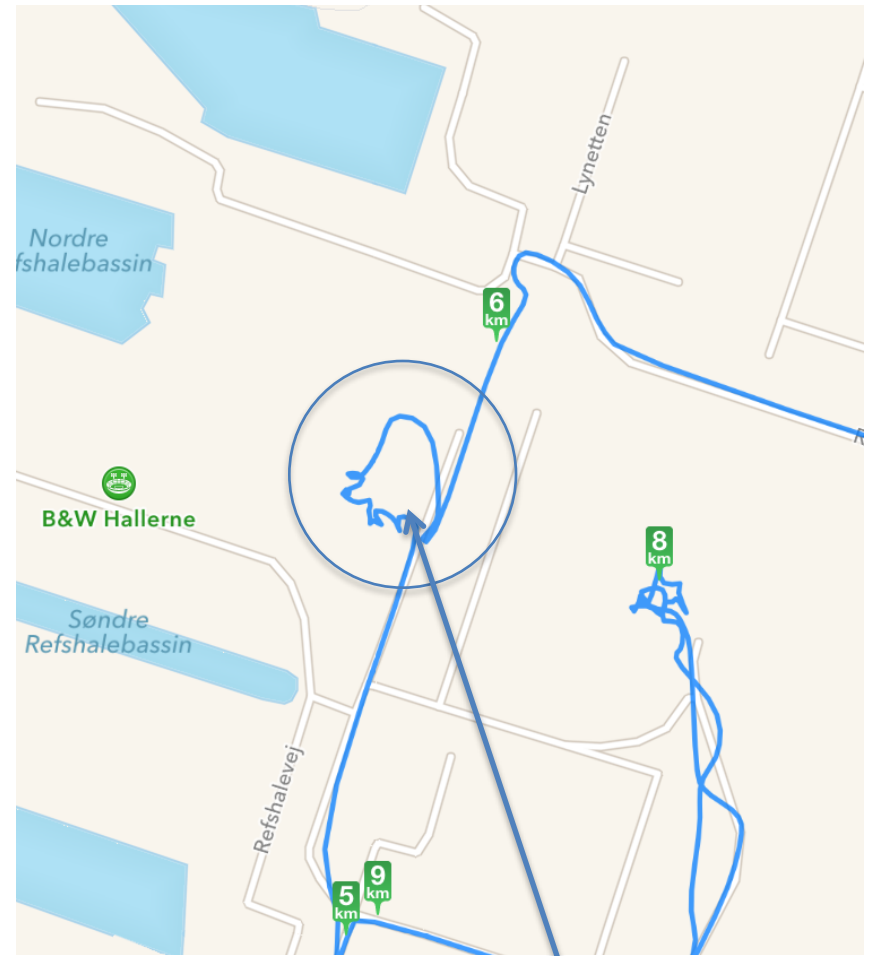 Lynetten
Nordre
fshalebassin
6
km
B&W Hallerne
8
km
Søndre
Refshalebassin
Refshalevej
9
km
5
km
R